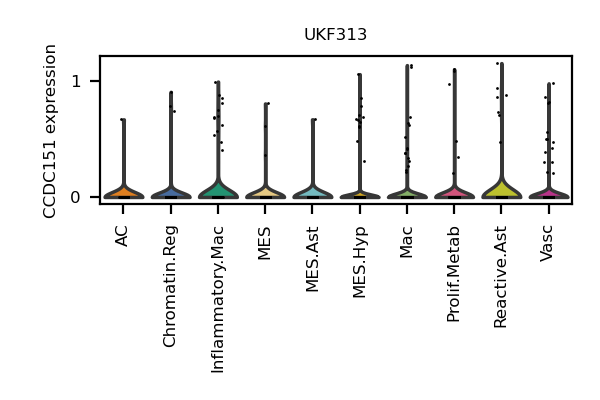 UKF313
CCDC151 expression
1
0
AC
Chromatin.Reg
Inflammatory.Mac
MES
MES.Ast
MES.Hyp
Mac
Prolif.Metab
Reactive.Ast
Vasc